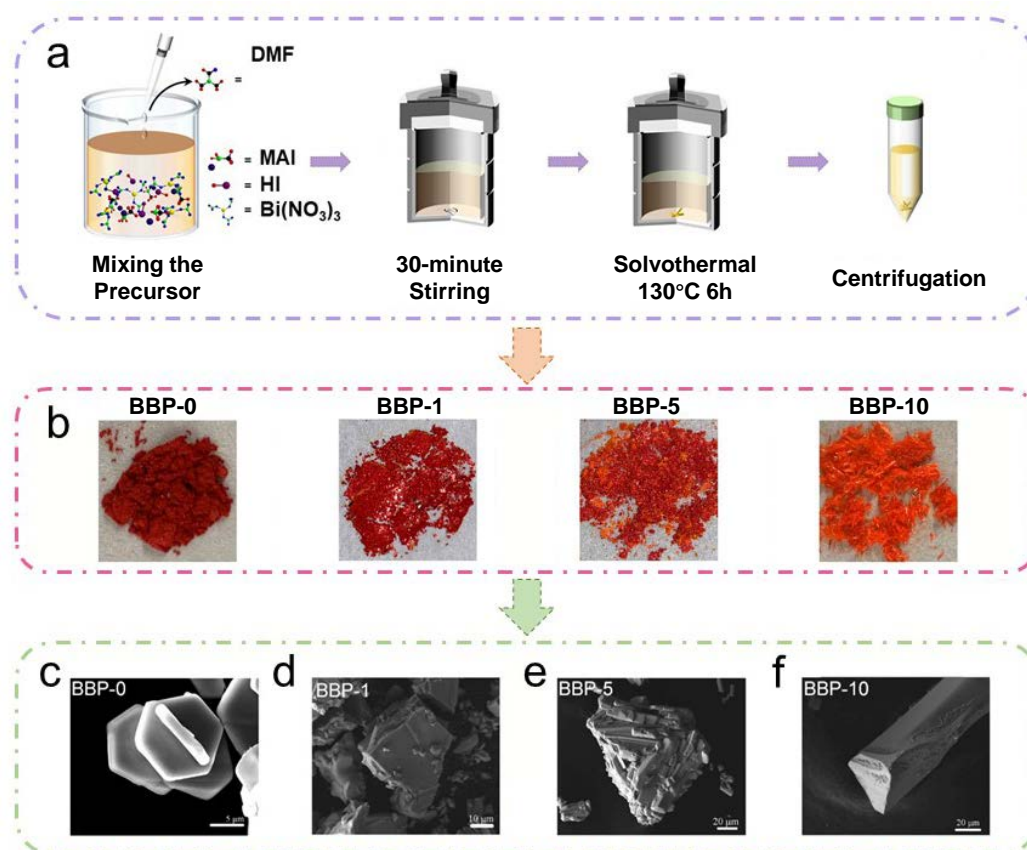 a
DMF
=
= MAI
= HI
= Bi(NO₃)₃
Mixing the
Precursor
30-minute
Stirring
Solvothermal
130°C 6h
Centrifugation
b
BBP-0
BBP-1
BBP-5
BBP-10
c
BBP-0
5 μm
d
BBP-1
10 μm
e
BBP-5
20 μm
f
BBP-10
20 μm